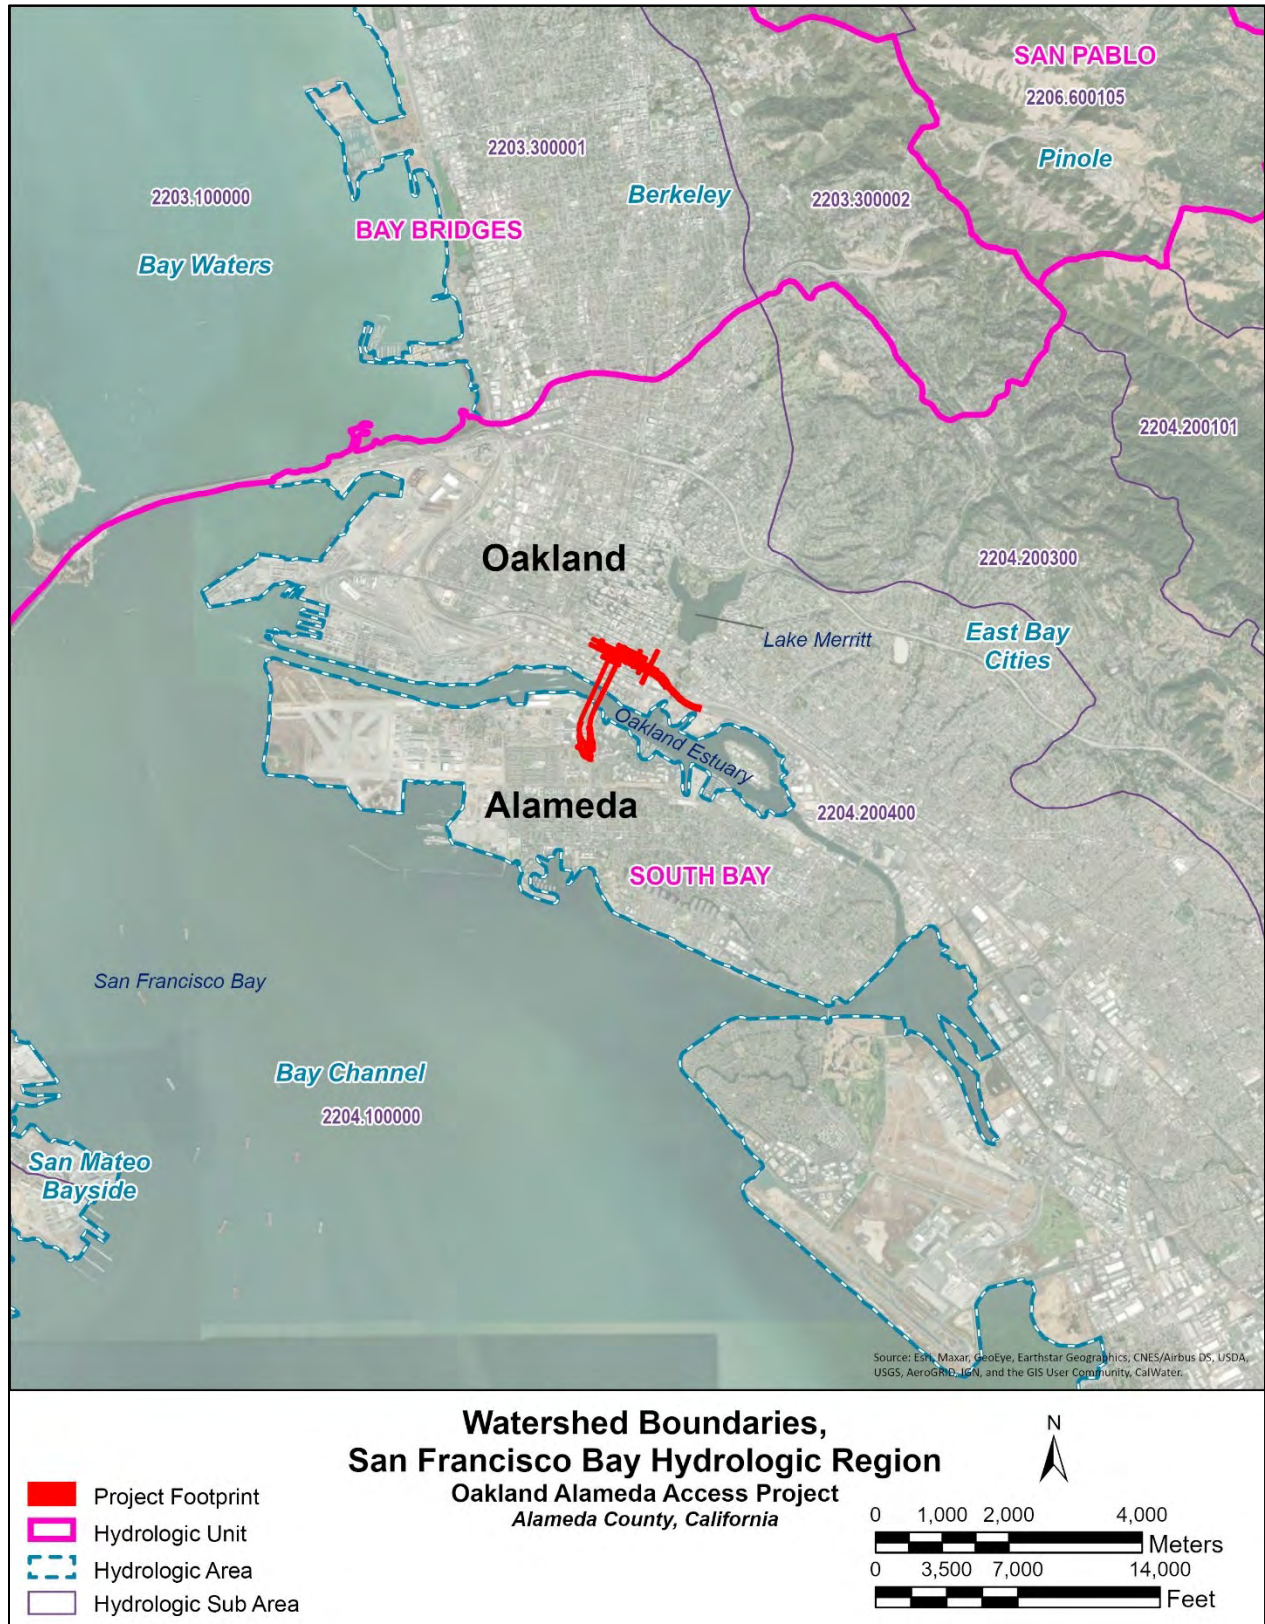 SAN PABLO
2206.600105
2203.300001
Pinole
2203.100000
Berkeley
2203.300002
BAY BRIDGES
Bay Waters
2204.200101
Oakland
2204.200300
Lake Merritt
East Bay
Cities
Oakland Estuary
Alameda
2204.200400
SOUTH BAY
San Francisco Bay
Bay Channel
2204.100000
San Mateo
Bayside
Source: Esri, Maxar, GeoEye, Earthstar Geographics, CNES/Airbus DS, USDA,
USGS, AeroGRID, IGN, and the GIS User Community, CalWater.
Watershed Boundaries,
San Francisco Bay Hydrologic Region
Oakland Alameda Access Project
Alameda County, California
Project Footprint
Hydrologic Unit
Hydrologic Area
Hydrologic Sub Area
N
0 1,000 2,000 4,000
Meters
0 3,500 7,000 14,000
Feet